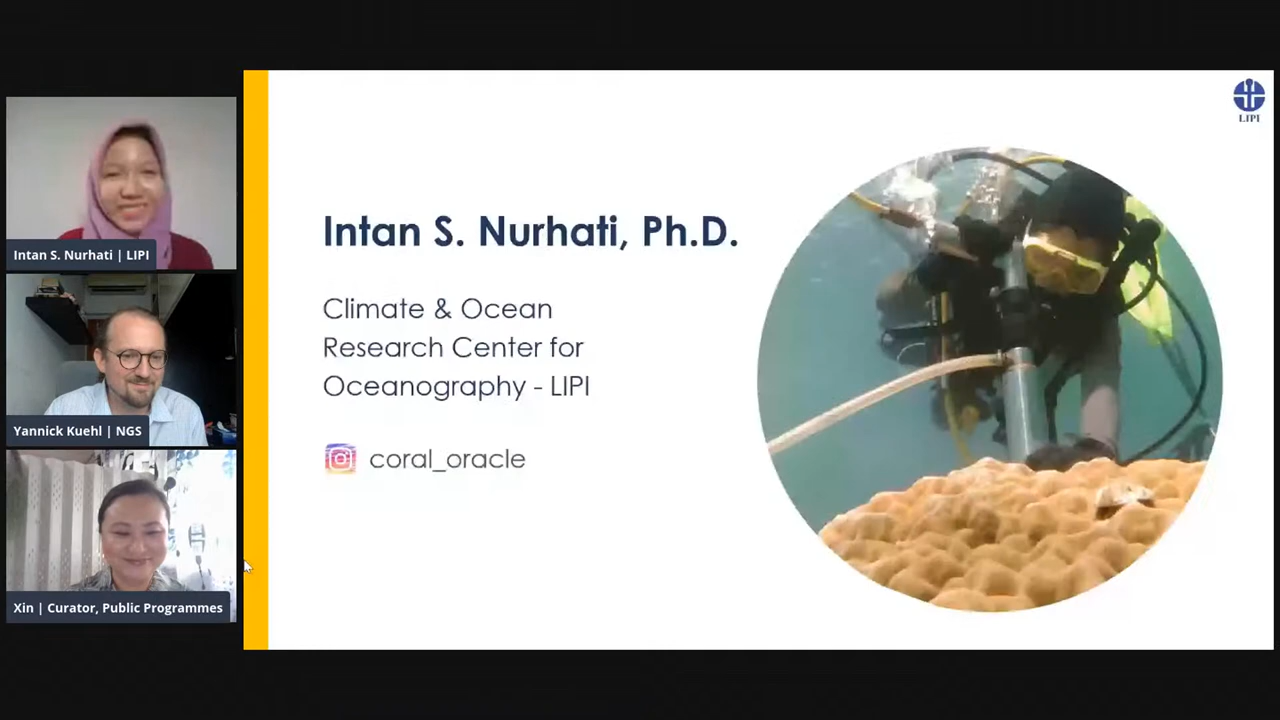 Intan S. Nurhati | LIPI
Yannick Kuehl | NGS
Xin | Curator, Public Programmes
LIPI
Intan S. Nurhati, Ph.D.
Climate & Ocean
Research Center for
Oceanography - LIPI
coral_oracle